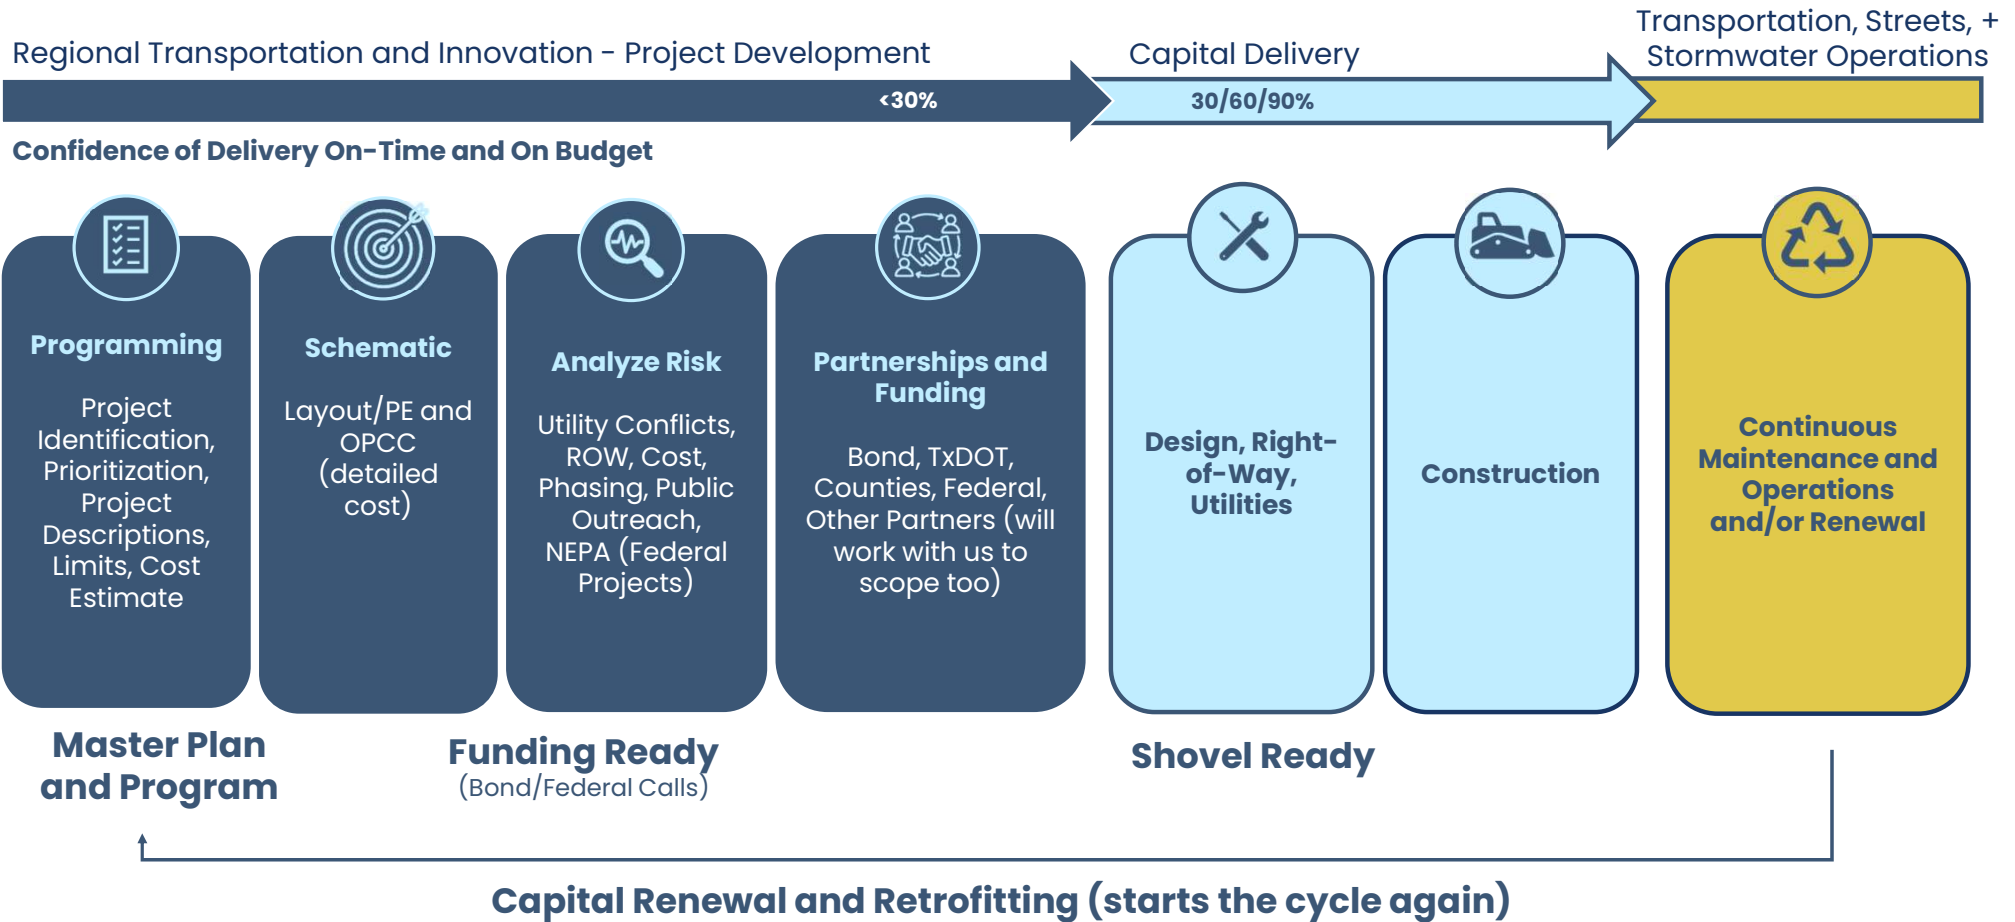 Regional Transportation and Innovation - Project Development
Capital Delivery
Transportation, Streets, +
Stormwater Operations
<30%
30/60/90%
Confidence of Delivery On-Time and On Budget
Programming
Project
Identification,
Prioritization,
Project
Descriptions,
Limits, Cost
Estimate
Schematic
Layout/PE and
OPCC
(detailed
cost)
Analyze Risk
Utility Conflicts,
ROW, Cost,
Phasing, Public
Outreach,
NEPA (Federal
Projects)
Partnerships and
Funding
Bond, TxDOT,
Counties, Federal,
Other Partners (will
work with us to
scope too)
Design, Right-
of-Way,
Utilities
Construction
Continuous
Maintenance and
Operations
and/or Renewal
Master Plan
and Program
Funding Ready
(Bond/Federal Calls)
Shovel Ready
Capital Renewal and Retrofitting (starts the cycle again)